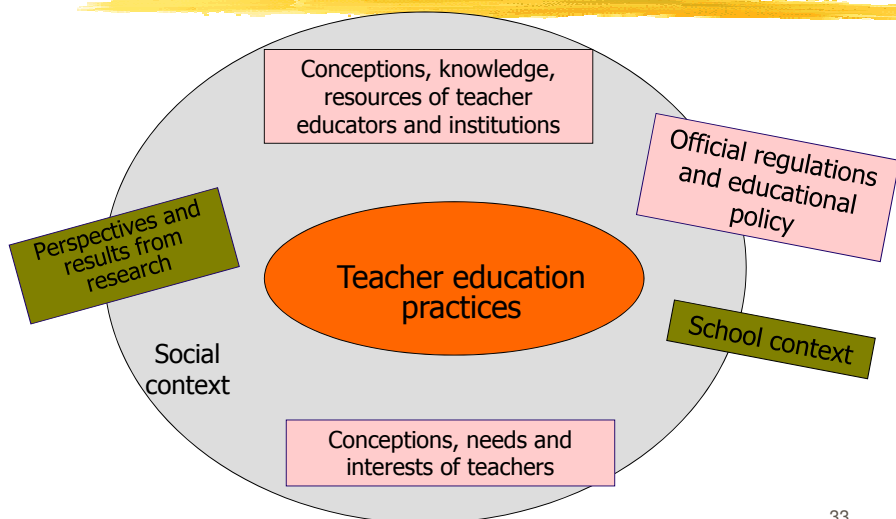 Conceptions, knowledge,
resources of teacher
educators and institutions
Official regulations
and educational
policy
Perspectives and
results from
research
Teacher education
practices
School context
Social
context
Conceptions, needs and
interests of teachers
33